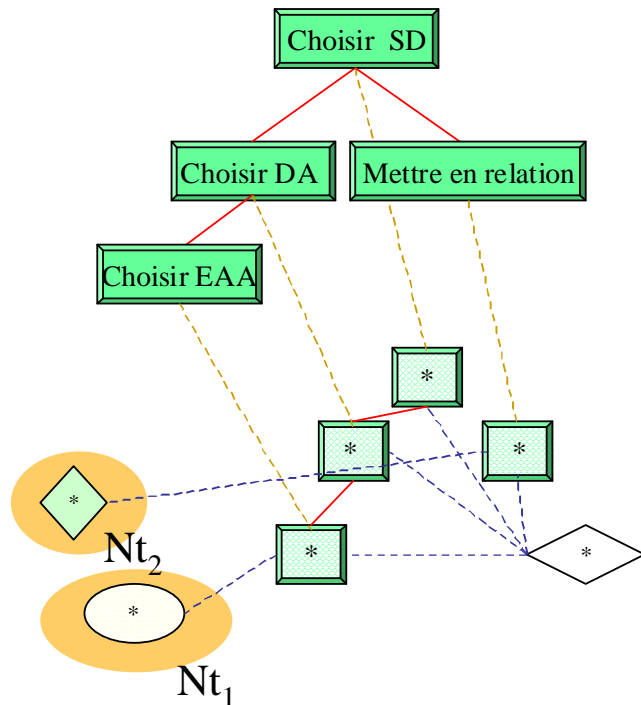 Choisir SD
Choisir DA
Mettre en relation
Choisir EAA
*
*
*
*
Nt₂
*
*
*
Nt₁